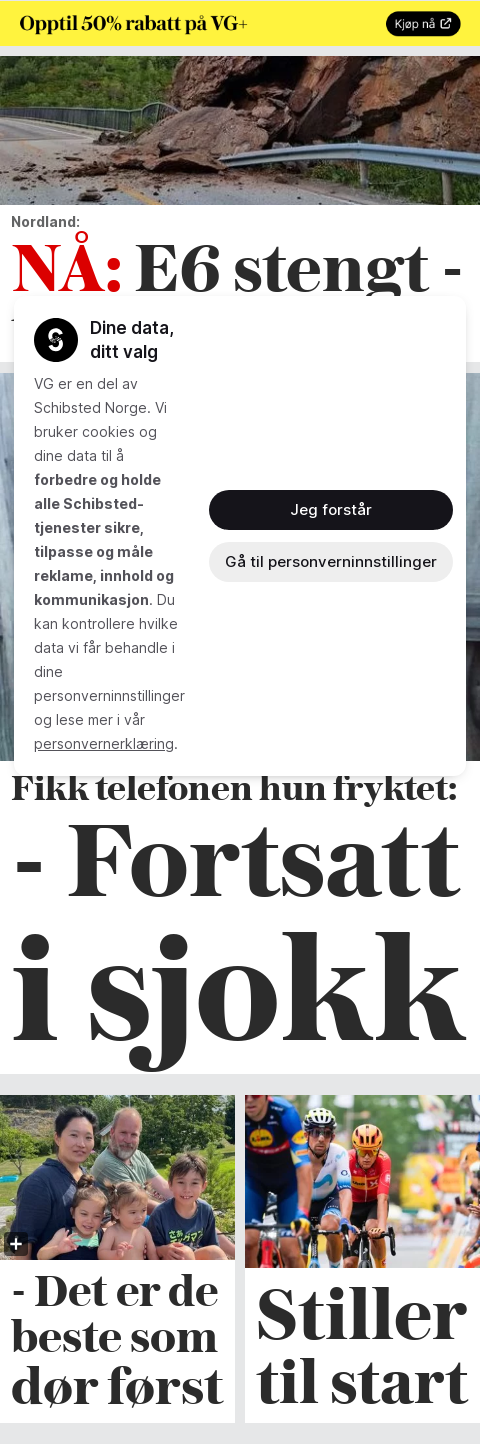 Opptil 50% rabatt på VG+
Kjøp nå
Nordland:
NÅ: E6 stengt -
Dine data,
ditt valg
VG er en del av
Schibsted Norge. Vi
bruker cookies og
dine data til å
forbedre og holde
alle Schibsted-
tjenester sikre,
tilpasse og måle
reklame, innhold og
kommunikasjon. Du
kan kontrollere hvilke
data vi får behandle i
dine
personverninnstillinger
og lese mer i vår
personvernerklæring.
Jeg forstår
Gå til personverninnstillinger
Fikk telefonen hun fryktet:
- Fortsatt
i sjokk
- Det er de
beste som
dør først
Stiller
til start